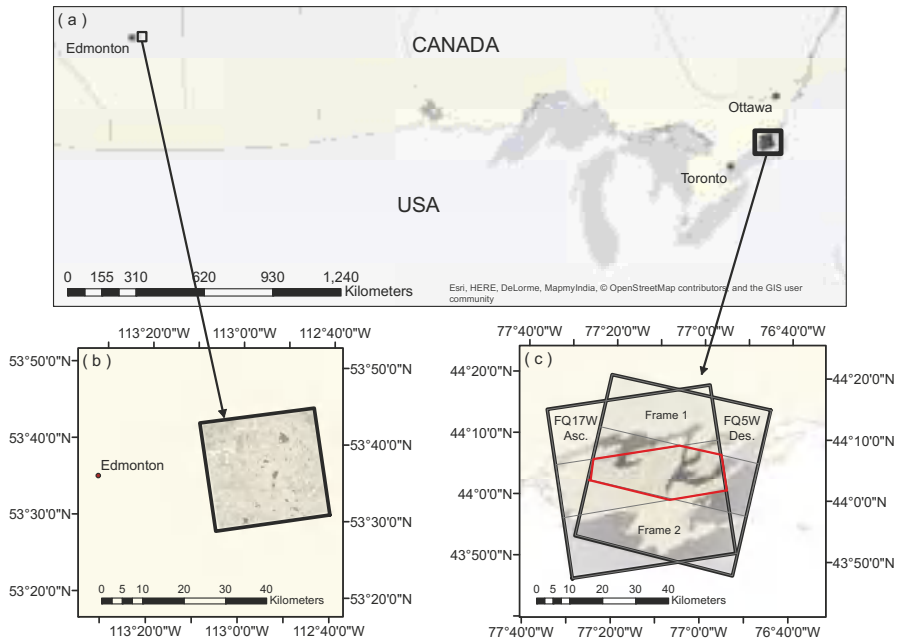 ( a )
Edmonton
CANADA
Ottawa
Toronto
USA
0 155 310 620 930 1,240
Kilometers
Esri, HERE, DeLorme, MapmyIndia, © OpenStreetMap contributors, and the GIS user
community
113°20'0"W 113°0'0"W 112°40'0"W
53°50'0"N
53°40'0"N
53°30'0"N
53°20'0"N
( b )
Edmonton
53°50'0"N
53°40'0"N
53°30'0"N
53°20'0"N
0 5 10 20 30 40
Kilometers
113°20'0"W 113°0'0"W 112°40'0"W
77°40'0"W 77°20'0"W 77°0'0"W 76°40'0"W
44°20'0"N
44°10'0"N
44°0'0"N
43°50'0"N
( c )
FQ17W
Asc.
Frame 1
FQ5W
Des.
Frame 2
44°20'0"N
44°10'0"N
44°0'0"N
43°50'0"N
0 5 10 20 30 40
Kilometers
77°40'0"W 77°20'0"W 77°0'0"W 76°40'0"W